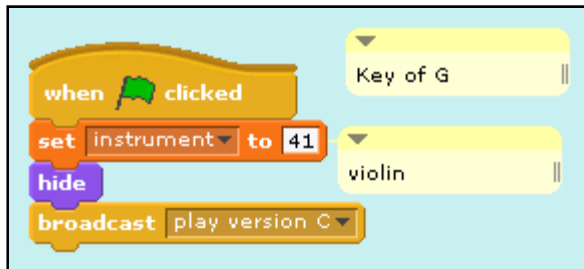 Key of G
when clicked
set instrument to 41
violin
hide
broadcast play version C